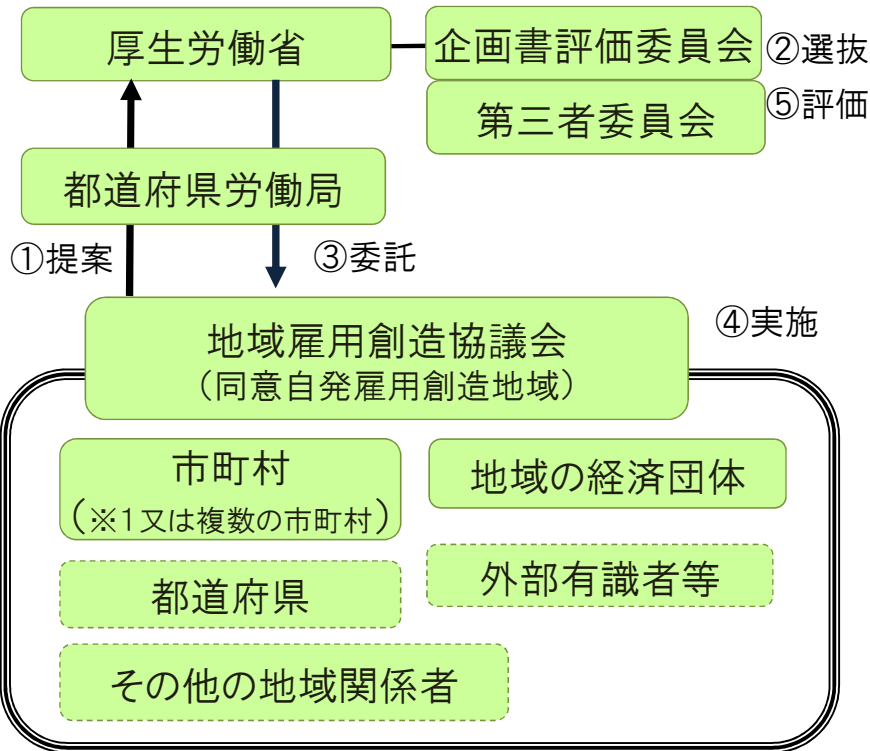 厚生労働省
企画書評価委員会
②選抜
第三者委員会
⑤評価
都道府県労働局
①提案
③委託
地域雇用創造協議会
（同意自発雇用創造地域）
④実施
市町村
（※1又は複数の市町村）
地域の経済団体
都道府県
外部有識者等
その他の地域関係者